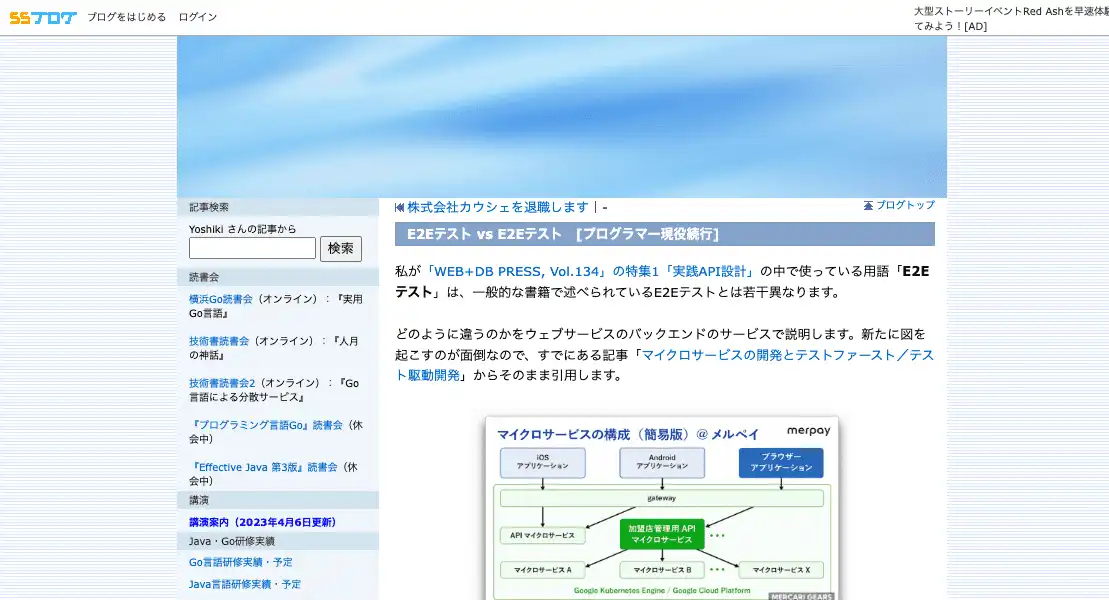 SSブログ ブログをはじめる ログイン
大型ストーリーイベントRed Ashを早速体
てみよう！[AD]
記事検索
Yoshiki さんの記事から
検索
読書会
横浜Go読書会（オンライン）：『実用
Go言語』
技術書読書会（オンライン）：『人月
の神話』
技術書読書会2（オンライン）：『Go
言語による分散サービス』
『プログラミング言語Go』読書会（休
会中）
『Effective Java 第3版』読書会（休
会中）
講演
講演案内（2023年4月6日更新）
Java・Go研修実績
Go言語研修実績・予定
Java言語研修実績・予定
株式会社カウシェを退職します | -
ブログトップ
E2Eテスト vs E2Eテスト [プログラマー現役続行]
私が「WEB+DB PRESS, Vol.134」の特集1「実践API設計」の中で使っている用語「E2E
テスト」は、一般的な書籍で述べられているE2Eテストとは若干異なります。
どのように違うのかをウェブサービスのバックエンドのサービスで説明します。新たに図を
起こすのが面倒なので、すでにある記事「マイクロサービスの開発とテストファースト／テス
ト駆動開発」からそのまま引用します。
マイクロサービスの構成（簡易版）@ メルペイ
merpay
iOS
アプリケーション
Android
アプリケーション
ブラウザー
アプリケーション
gateway
API マイクロサービス
加盟店管理用 API
マイクロサービス
マイクロサービス A
マイクロサービス B
マイクロサービス X
Google Kubernetes Engine / Google Cloud Platform
MERCARI GEARS